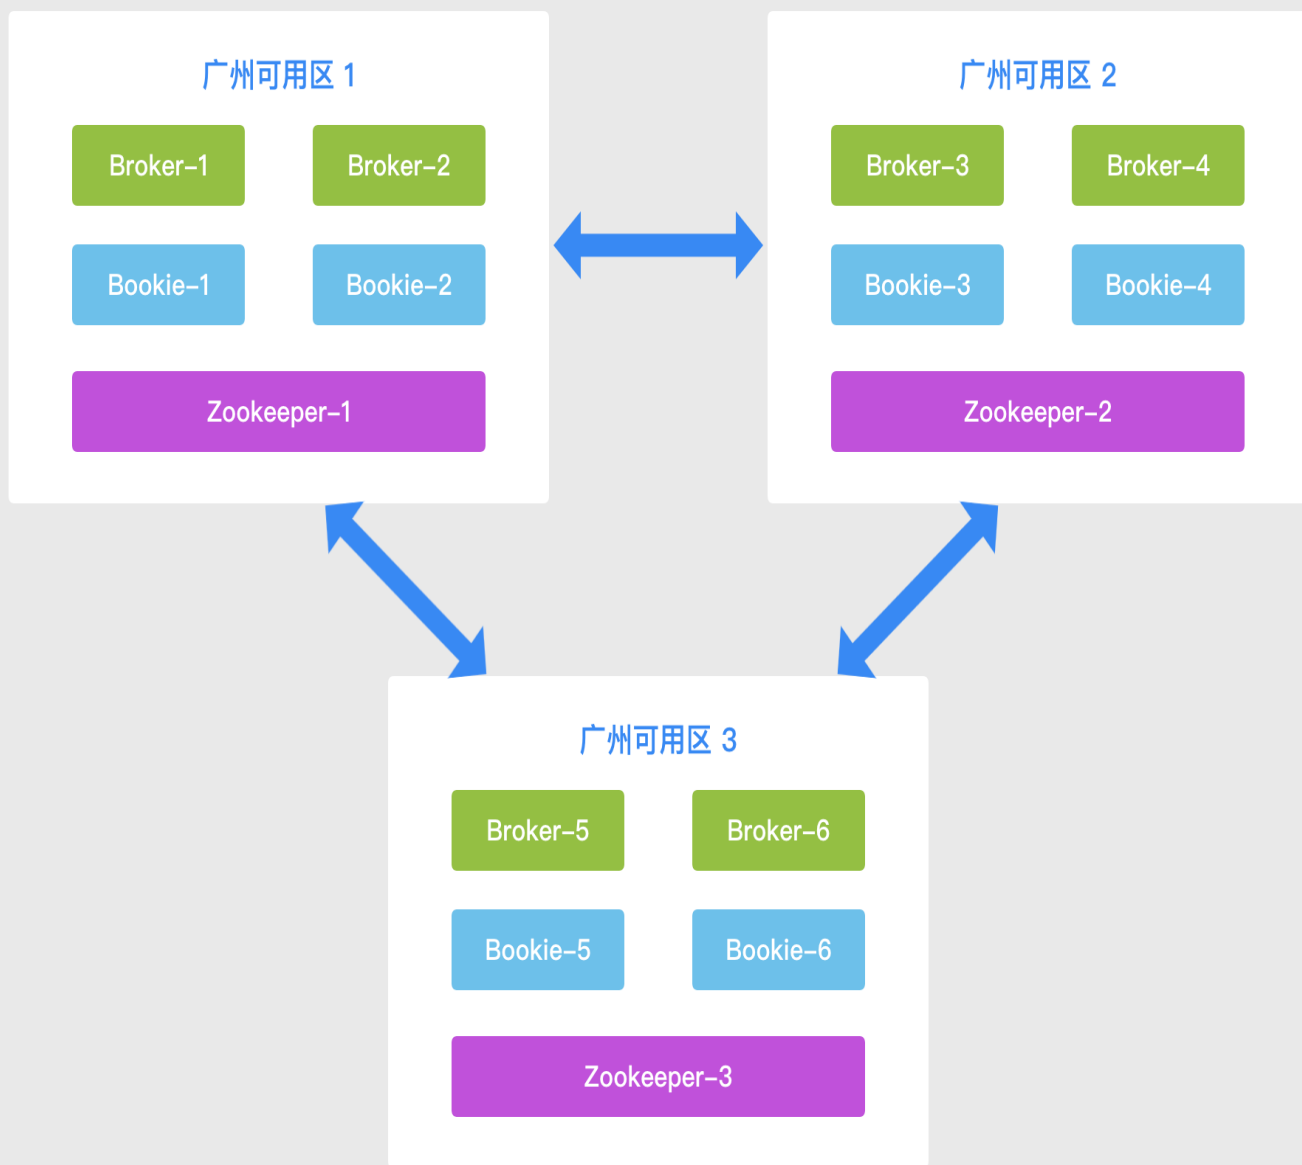 广州可用区 1
Broker-1
Broker-2
Bookie-1
Bookie-2
Zookeeper-1
广州可用区 2
Broker-3
Broker-4
Bookie-3
Bookie-4
Zookeeper-2
广州可用区 3
Broker-5
Broker-6
Bookie-5
Bookie-6
Zookeeper-3